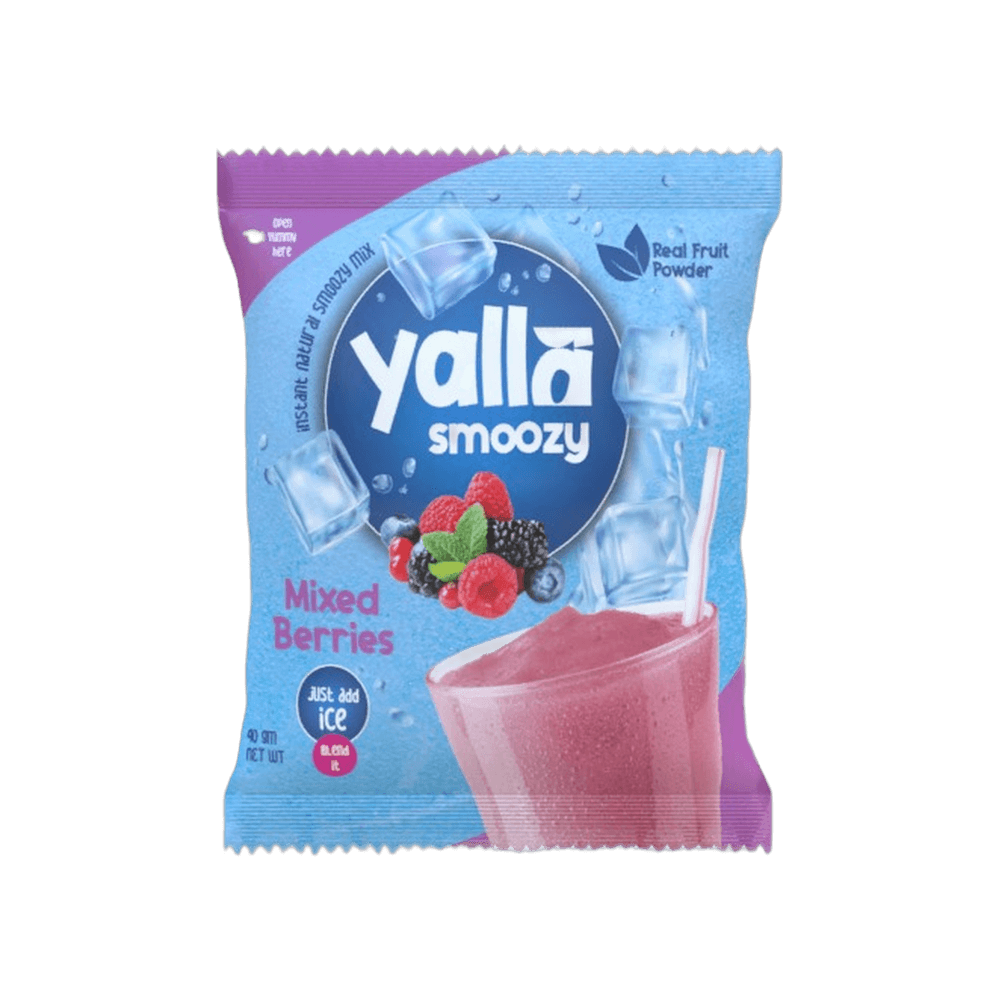 open
yummy
here
instant natural smoozy mix
Real Fruit
Powder
yalla
smoozy
Mixed
Berries
Just add
ice
Blend
it
40 gm
NET WT